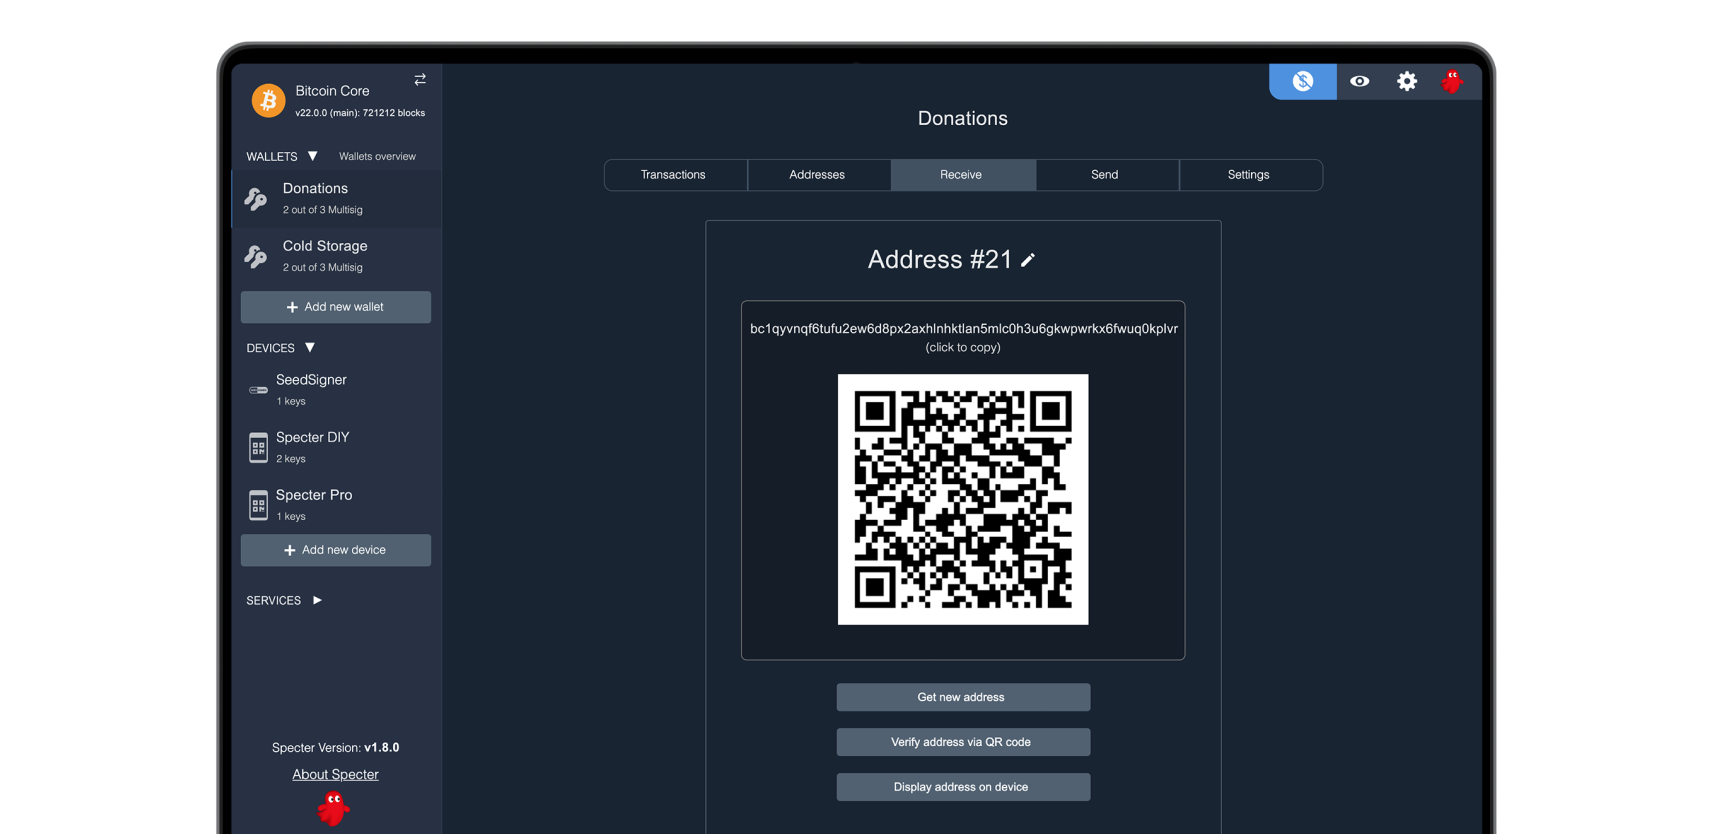 Bitcoin Core
v22.0.0 (main): 721212 blocks
WALLETS ▼ Wallets overview
Donations
2 out of 3 Multisig
Cold Storage
2 out of 3 Multisig
+ Add new wallet
DEVICES ▼
SeedSigner
1 keys
Specter DIY
2 keys
Specter Pro
1 keys
+ Add new device
SERVICES ▶
Specter Version: v1.8.0
About Specter
Donations
Transactions Addresses Receive Send Settings
Address #21
bc1qyvnqf6tufu2ew6d8px2axhlnhktlan5mlc0h3u6gkwpwrkx6fwuq0kplvr
(click to copy)
Get new address
Verify address via QR code
Display address on device